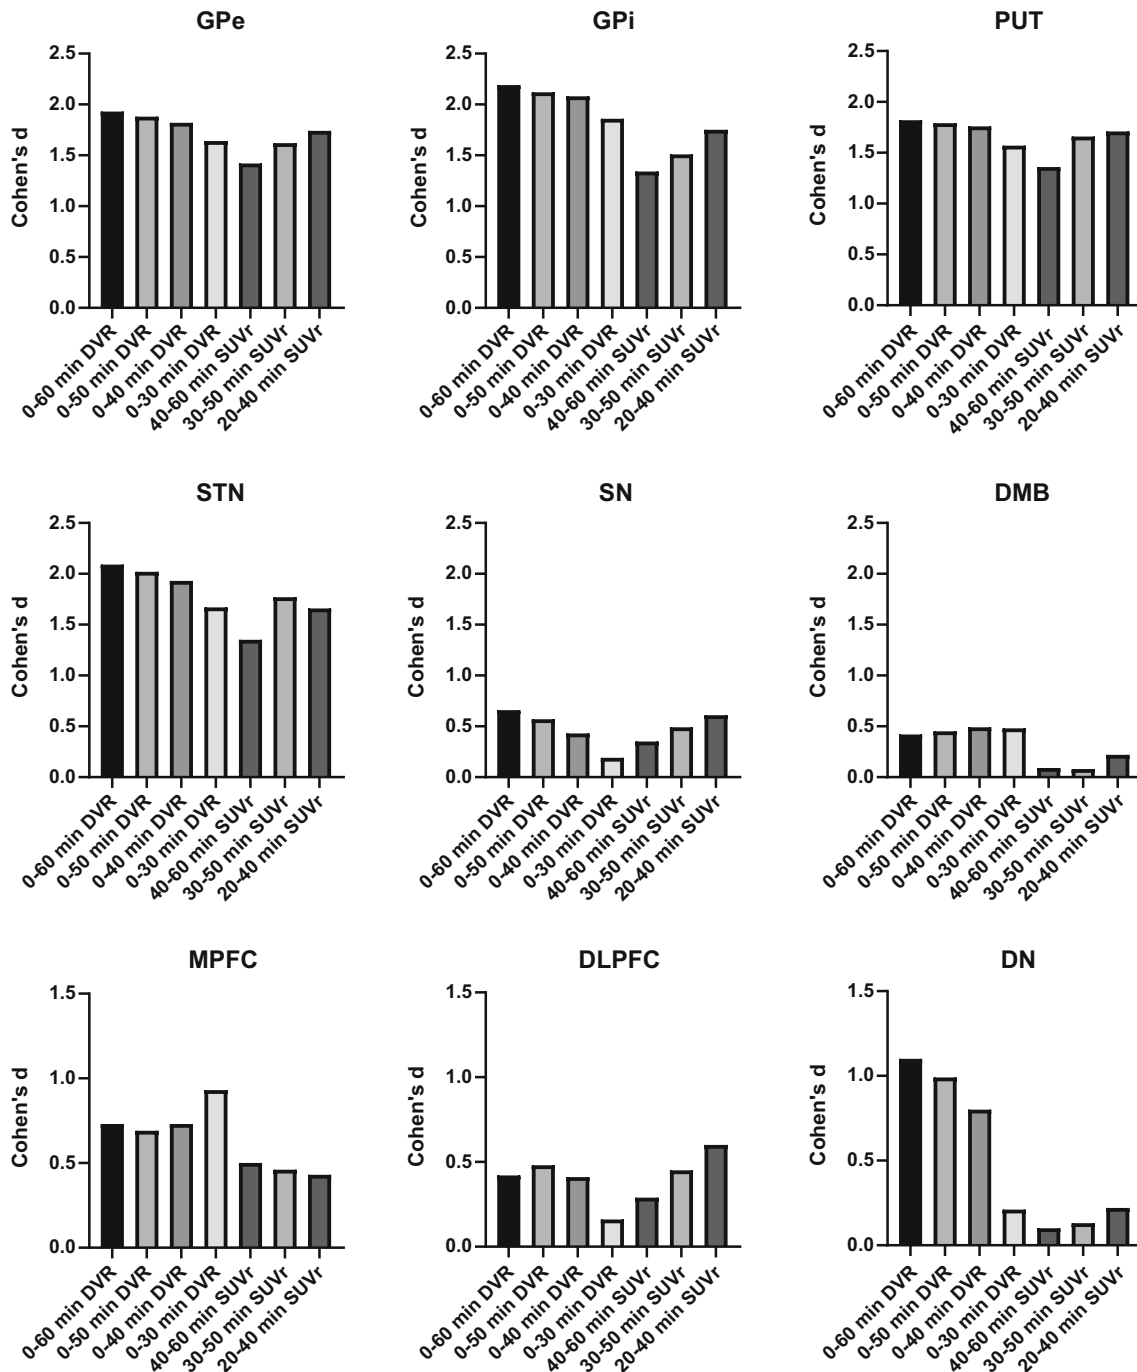 GPe
2.5
2.0
1.5
1.0
0.5
0.0
Cohen's d
0-60 min DVR
0-50 min DVR
0-40 min DVR
0-30 min DVR
40-60 min SUVr
30-50 min SUVr
20-40 min SUVr
GPi
2.5
2.0
1.5
1.0
0.5
0.0
Cohen's d
0-60 min DVR
0-50 min DVR
0-40 min DVR
0-30 min DVR
40-60 min SUVr
30-50 min SUVr
20-40 min SUVr
PUT
2.5
2.0
1.5
1.0
0.5
0.0
Cohen's d
0-60 min DVR
0-50 min DVR
0-40 min DVR
0-30 min DVR
40-60 min SUVr
30-50 min SUVr
20-40 min SUVr
STN
2.5
2.0
1.5
1.0
0.5
0.0
Cohen's d
0-60 min DVR
0-50 min DVR
0-40 min DVR
0-30 min DVR
40-60 min SUVr
30-50 min SUVr
20-40 min SUVr
SN
2.5
2.0
1.5
1.0
0.5
0.0
Cohen's d
0-60 min DVR
0-50 min DVR
0-40 min DVR
0-30 min DVR
40-60 min SUVr
30-50 min SUVr
20-40 min SUVr
DMB
2.5
2.0
1.5
1.0
0.5
0.0
Cohen's d
0-60 min DVR
0-50 min DVR
0-40 min DVR
0-30 min DVR
40-60 min SUVr
30-50 min SUVr
20-40 min SUVr
MPFC
1.5
1.0
0.5
0.0
Cohen's d
0-60 min DVR
0-50 min DVR
0-40 min DVR
0-30 min DVR
40-60 min SUVr
30-50 min SUVr
20-40 min SUVr
DLPFC
1.5
1.0
0.5
0.0
Cohen's d
0-60 min DVR
0-50 min DVR
0-40 min DVR
0-30 min DVR
40-60 min SUVr
30-50 min SUVr
20-40 min SUVr
DN
1.5
1.0
0.5
0.0
Cohen's d
0-60 min DVR
0-50 min DVR
0-40 min DVR
0-30 min DVR
40-60 min SUVr
30-50 min SUVr
20-40 min SUVr